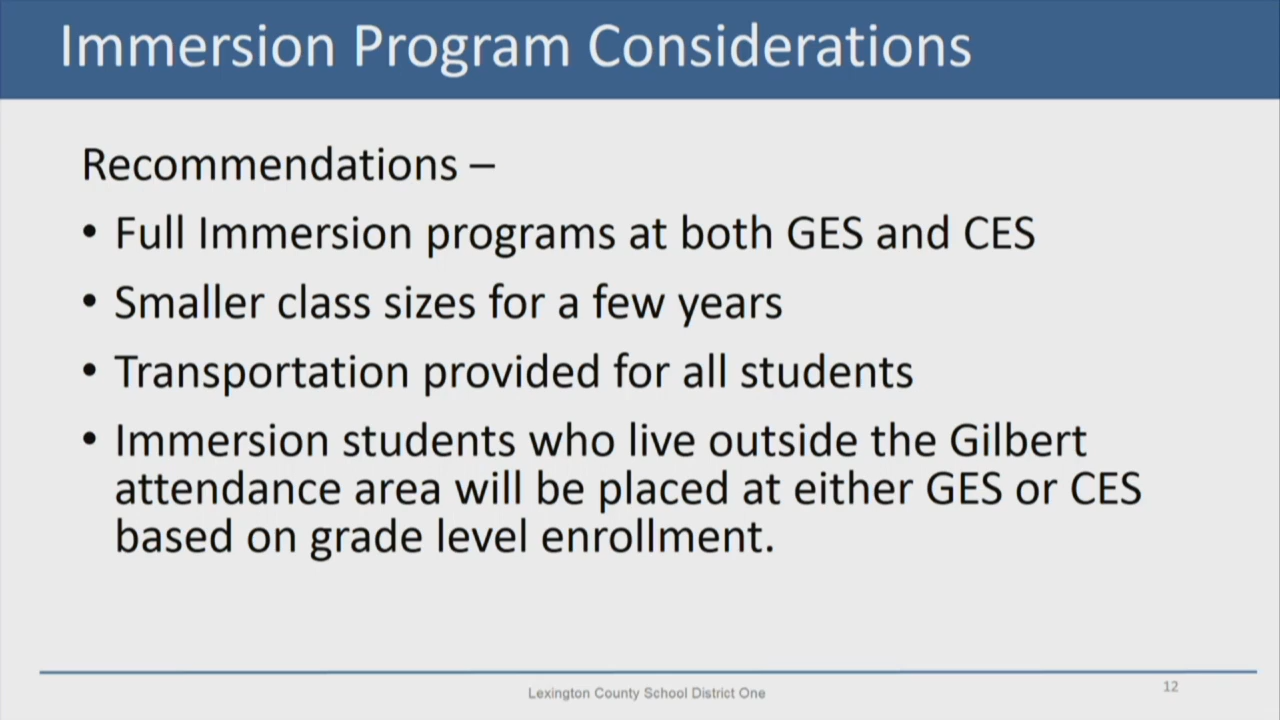 Immersion Program Considerations
Recommendations –
• Full Immersion programs at both GES and CES
• Smaller class sizes for a few years
• Transportation provided for all students
• Immersion students who live outside the Gilbert
attendance area will be placed at either GES or CES
based on grade level enrollment.
Lexington County School District One
12